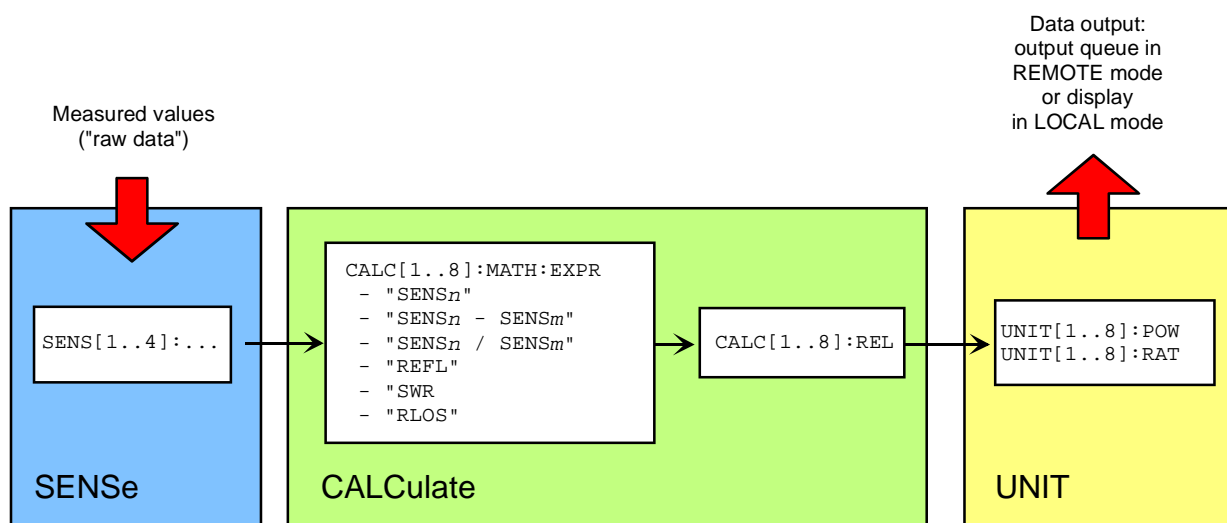 Measured values
("raw data")
Data output:
output queue in
REMOTE mode
or display
in LOCAL mode
SENS[1..4]:...
SENSe
CALC[1..8]:MATH:EXPR
- "SENSn"
- "SENSn - SENSm"
- "SENSn / SENSm"
- "REFL"
- "SWR
- "RLOS"
CALC[1..8]:REL
CALCulate
UNIT[1..8]:POW
UNIT[1..8]:RAT
UNIT